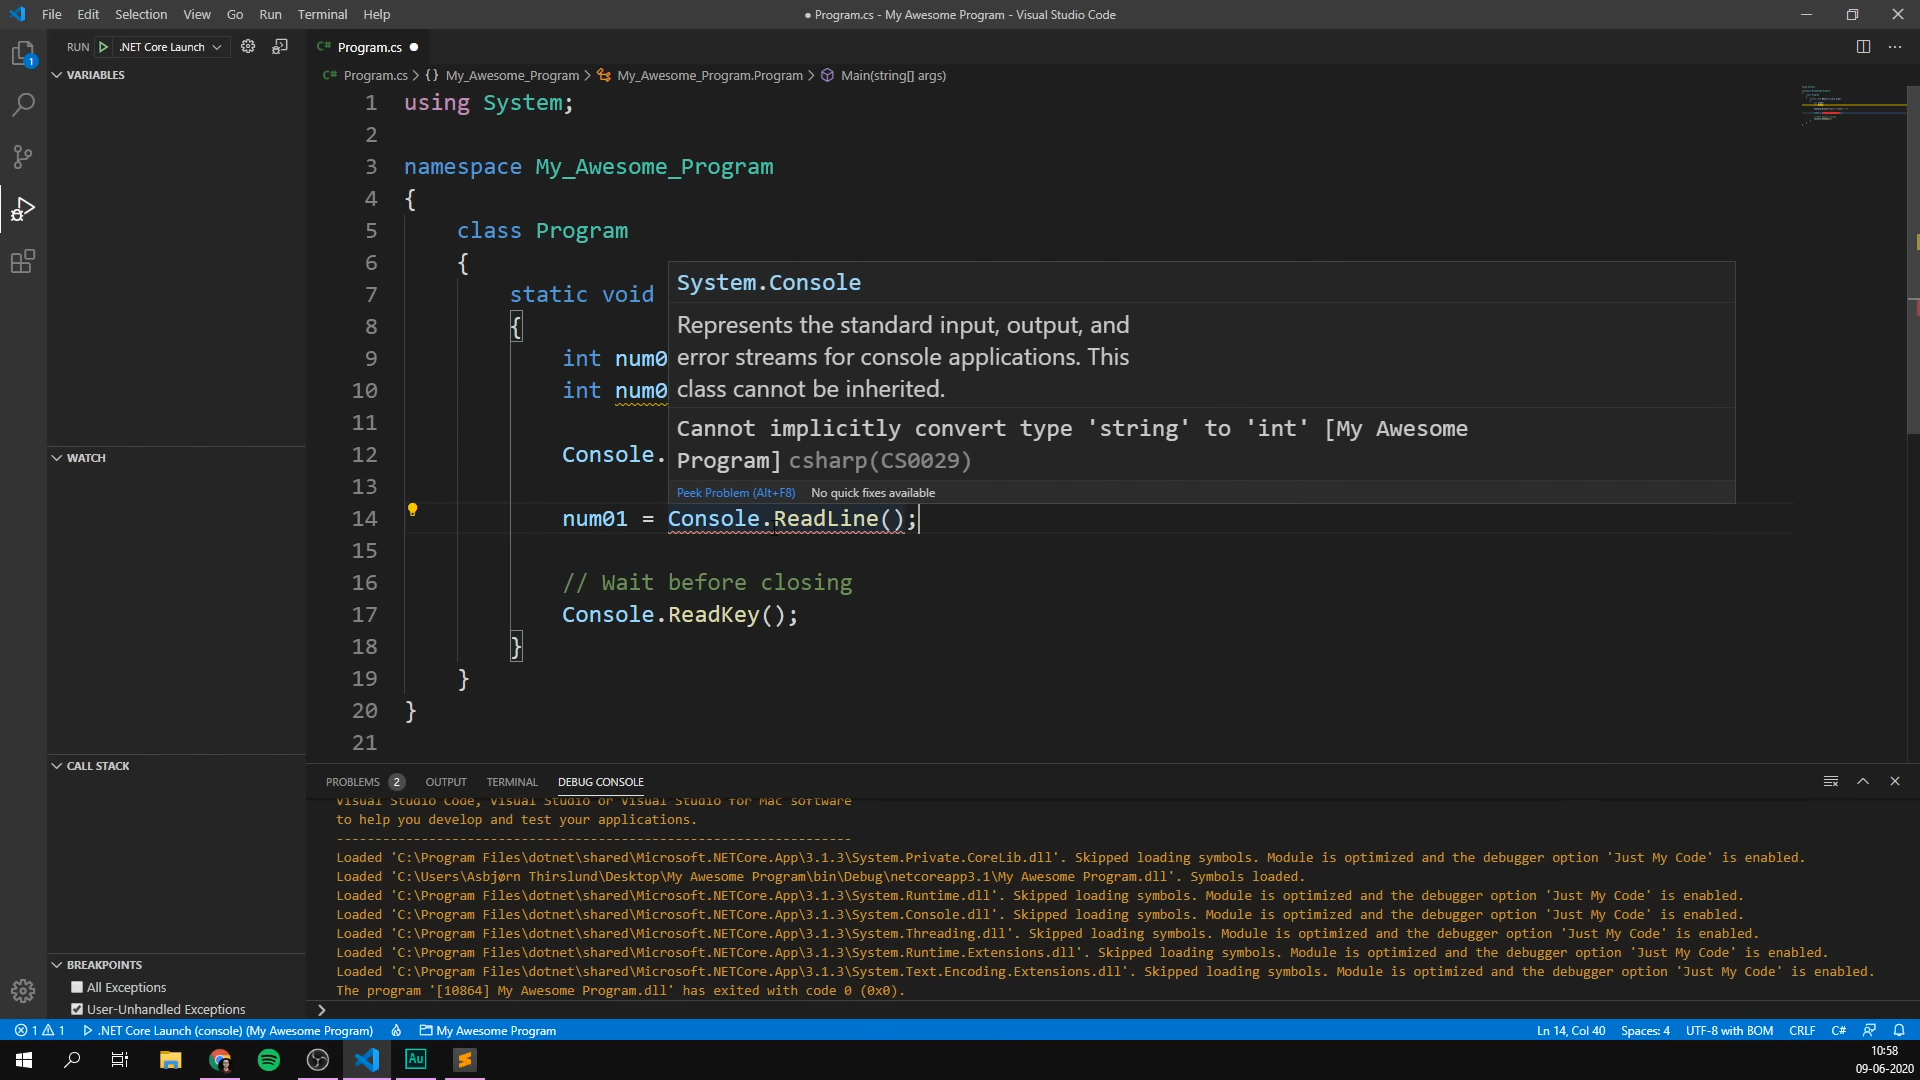 File Edit Selection View Go Run Terminal Help
● Program.cs - My Awesome Program - Visual Studio Code
RUN .NET Core Launch
C# Program.cs ●
VARIABLES
C# Program.cs > {} My_Awesome_Program > My_Awesome_Program.Program > Main(string[] args)
1 using System;
2
3 namespace My_Awesome_Program
4 {
5 class Program
6 {
7 static void
8 {
9 int num0
10 int num0
11
12 Console.
13
14 num01 = Console.ReadLine();
15
16 // Wait before closing
17 Console.ReadKey();
18 }
19 }
20 }
21
System.Console
Represents the standard input, output, and
error streams for console applications. This
class cannot be inherited.
Cannot implicitly convert type 'string' to 'int' [My Awesome
Program] csharp(CS0029)
Peek Problem (Alt+F8) No quick fixes available
1
WATCH
CALL STACK
BREAKPOINTS
All Exceptions
User-Unhandled Exceptions
PROBLEMS 2 OUTPUT TERMINAL DEBUG CONSOLE
Visual Studio Code, Visual Studio or Visual Studio for Mac software
to help you develop and test your applications.
-------------------------------------------------------------------
Loaded 'C:\Program Files\dotnet\shared\Microsoft.NETCore.App\3.1.3\System.Private.CoreLib.dll'. Skipped loading symbols. Module is optimized and the debugger option 'Just My Code' is enabled.
Loaded 'C:\Users\Asbjørn Thirslund\Desktop\My Awesome Program\bin\Debug\netcoreapp3.1\My Awesome Program.dll'. Symbols loaded.
Loaded 'C:\Program Files\dotnet\shared\Microsoft.NETCore.App\3.1.3\System.Runtime.dll'. Skipped loading symbols. Module is optimized and the debugger option 'Just My Code' is enabled.
Loaded 'C:\Program Files\dotnet\shared\Microsoft.NETCore.App\3.1.3\System.Console.dll'. Skipped loading symbols. Module is optimized and the debugger option 'Just My Code' is enabled.
Loaded 'C:\Program Files\dotnet\shared\Microsoft.NETCore.App\3.1.3\System.Threading.dll'. Skipped loading symbols. Module is optimized and the debugger option 'Just My Code' is enabled.
Loaded 'C:\Program Files\dotnet\shared\Microsoft.NETCore.App\3.1.3\System.Runtime.Extensions.dll'. Skipped loading symbols. Module is optimized and the debugger option 'Just My Code' is enabled.
Loaded 'C:\Program Files\dotnet\shared\Microsoft.NETCore.App\3.1.3\System.Text.Encoding.Extensions.dll'. Skipped loading symbols. Module is optimized and the debugger option 'Just My Code' is enabled.
The program '[10864] My Awesome Program.dll' has exited with code 0 (0x0).
1 1 .NET Core Launch (console) (My Awesome Program) My Awesome Program
Ln 14, Col 40 Spaces: 4 UTF-8 with BOM CRLF C#
Au
10:58
09-06-2020